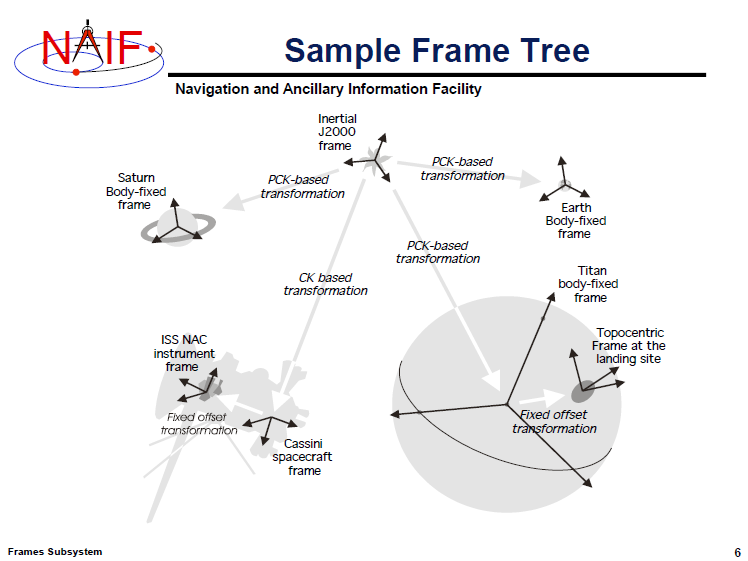 NAIF
Sample Frame Tree
Navigation and Ancillary Information Facility
Inertial
J2000
frame
PCK-based
transformation
PCK-based
transformation
Saturn
Body-fixed
frame
Earth
Body-fixed
frame
PCK-based
transformation
CK based
transformation
Titan
body-fixed
frame
Topocentric
Frame at the
landing site
ISS NAC
instrument
frame
Fixed offset
transformation
Fixed offset
transformation
Cassini
spacecraft
frame
Frames Subsystem
6